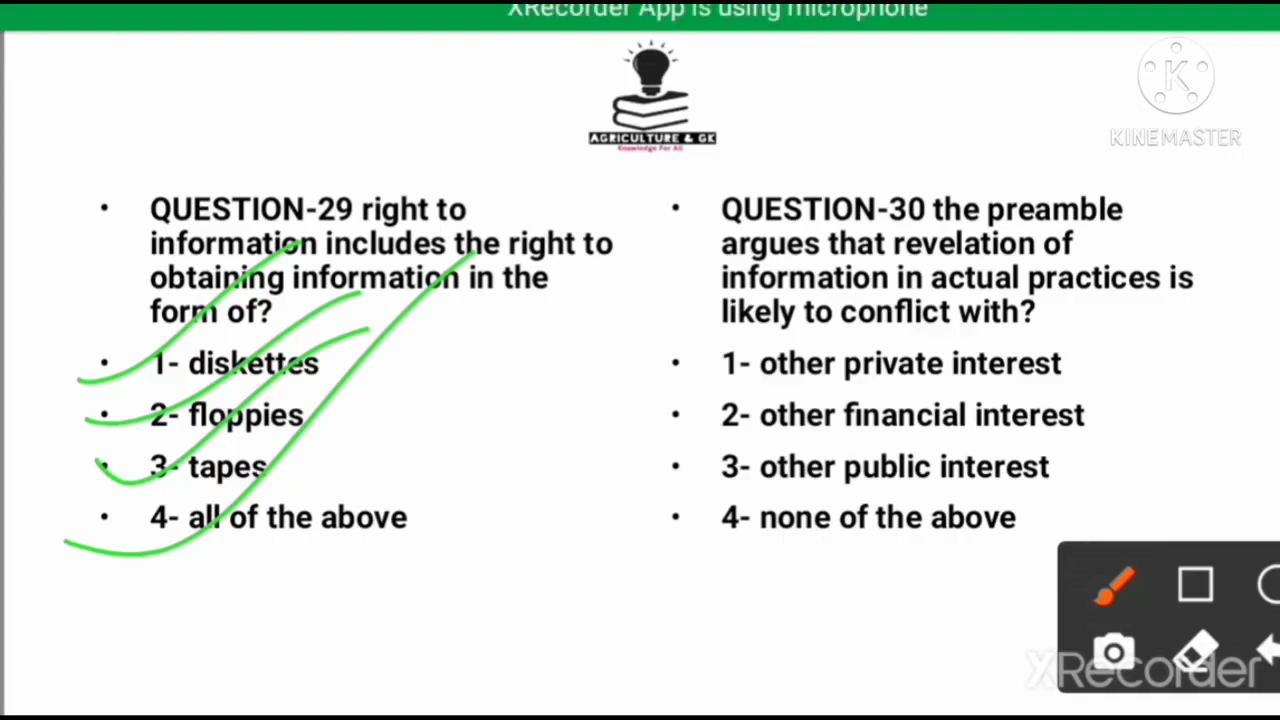 XRecorder App is using microphone
K
KINEMASTER
AGRICULTURE & GK
Knowledge For All
• QUESTION-29 right to
information includes the right to
obtaining information in the
form of?
• 1- diskettes
• 2- floppies
• 3- tapes
• 4- all of the above
• QUESTION-30 the preamble
argues that revelation of
information in actual practices is
likely to conflict with?
• 1- other private interest
• 2- other financial interest
• 3- other public interest
• 4- none of the above
XRecorder